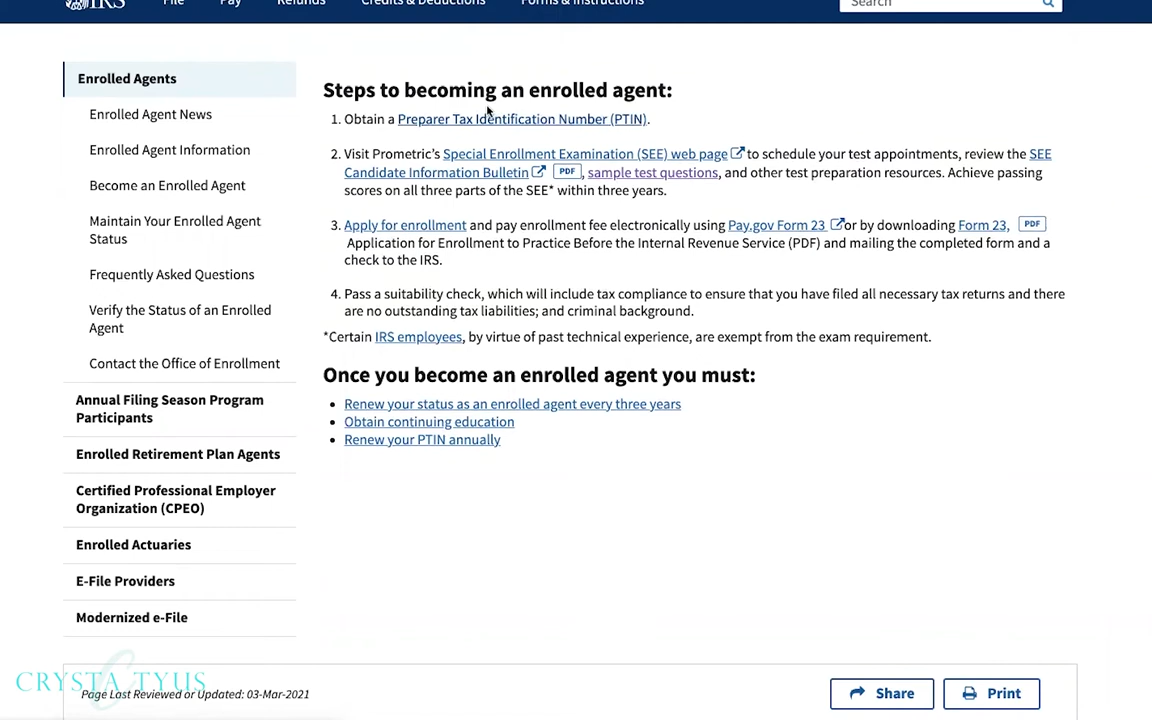 IRS
File
Pay
Refunds
Credits & Deductions
Forms & Instructions
Search
Enrolled Agents
Enrolled Agent News
Enrolled Agent Information
Become an Enrolled Agent
Maintain Your Enrolled Agent
Status
Frequently Asked Questions
Verify the Status of an Enrolled
Agent
Contact the Office of Enrollment
Annual Filing Season Program
Participants
Enrolled Retirement Plan Agents
Certified Professional Employer
Organization (CPEO)
Enrolled Actuaries
E-File Providers
Modernized e-File
Steps to becoming an enrolled agent:
1. Obtain a Preparer Tax Identification Number (PTIN).
2. Visit Prometric's Special Enrollment Examination (SEE) web page to schedule your test appointments, review the SEE
Candidate Information Bulletin PDF, sample test questions, and other test preparation resources. Achieve passing
scores on all three parts of the SEE* within three years.
3. Apply for enrollment and pay enrollment fee electronically using Pay.gov Form 23 or by downloading Form 23, PDF
Application for Enrollment to Practice Before the Internal Revenue Service (PDF) and mailing the completed form and a
check to the IRS.
4. Pass a suitability check, which will include tax compliance to ensure that you have filed all necessary tax returns and there
are no outstanding tax liabilities; and criminal background.
*Certain IRS employees, by virtue of past technical experience, are exempt from the exam requirement.
Once you become an enrolled agent you must:
• Renew your status as an enrolled agent every three years
• Obtain continuing education
• Renew your PTIN annually
CRYSTA TYUS
Page Last Reviewed or Updated: 03-Mar-2021
Share
Print